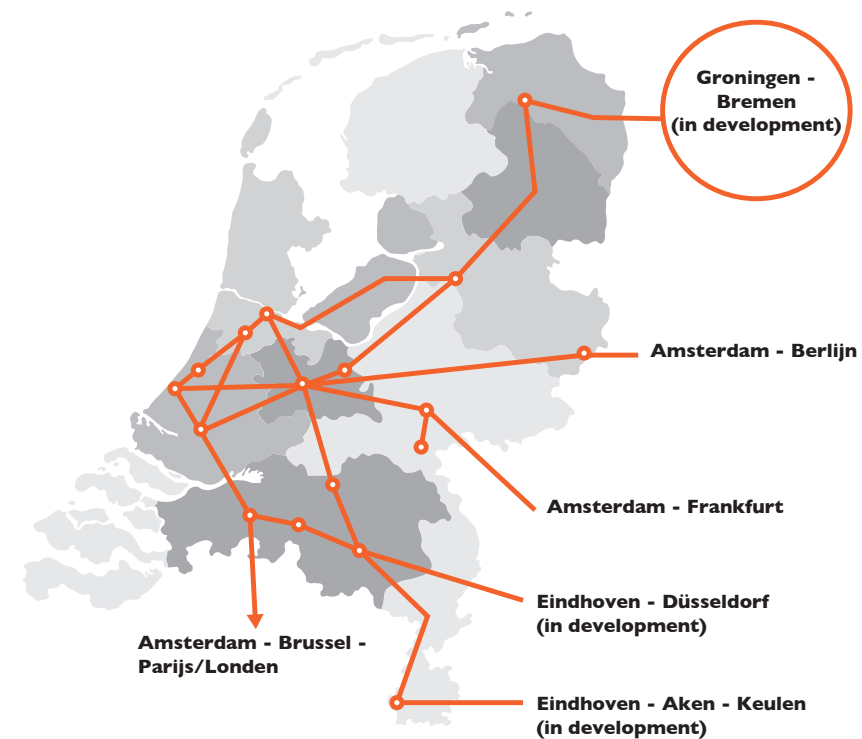 Groningen -
Bremen
(in development)
Amsterdam - Berlijn
Amsterdam - Frankfurt
Eindhoven - Düsseldorf
(in development)
Amsterdam - Brussel -
Parijs/Londen
Eindhoven - Aken - Keulen
(in development)